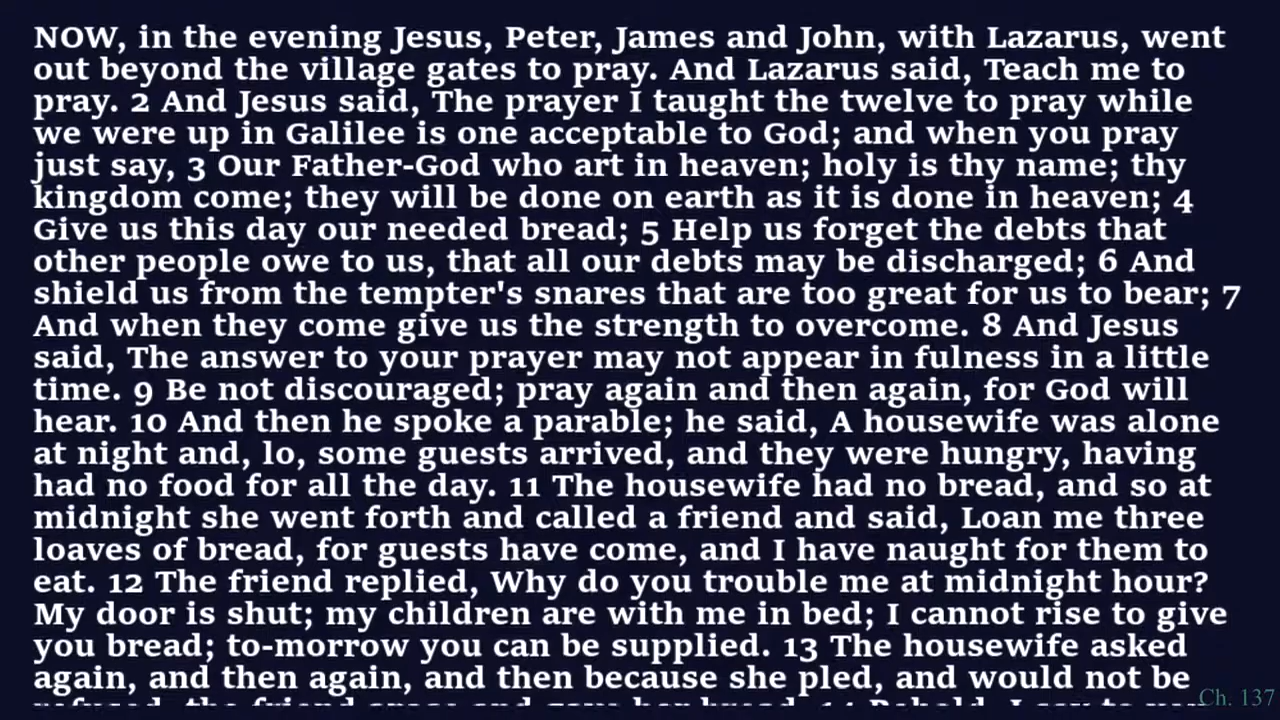 NOW, in the evening Jesus, Peter, James and John, with Lazarus, went
out beyond the village gates to pray. And Lazarus said, Teach me to
pray. 2 And Jesus said, The prayer I taught the twelve to pray while
we were up in Galilee is one acceptable to God; and when you pray
just say, 3 Our Father-God who art in heaven; holy is thy name; thy
kingdom come; they will be done on earth as it is done in heaven; 4
Give us this day our needed bread; 5 Help us forget the debts that
other people owe to us, that all our debts may be discharged; 6 And
shield us from the tempter's snares that are too great for us to bear; 7
And when they come give us the strength to overcome. 8 And Jesus
said, The answer to your prayer may not appear in fulness in a little
time. 9 Be not discouraged; pray again and then again, for God will
hear. 10 And then he spoke a parable; he said, A housewife was alone
at night and, lo, some guests arrived, and they were hungry, having
had no food for all the day. 11 The housewife had no bread, and so at
midnight she went forth and called a friend and said, Loan me three
loaves of bread, for guests have come, and I have naught for them to
eat. 12 The friend replied, Why do you trouble me at midnight hour?
My door is shut; my children are with me in bed; I cannot rise to give
you bread; to-morrow you can be supplied. 13 The housewife asked
again, and then again, and then because she pled, and would not be
Ch. 137